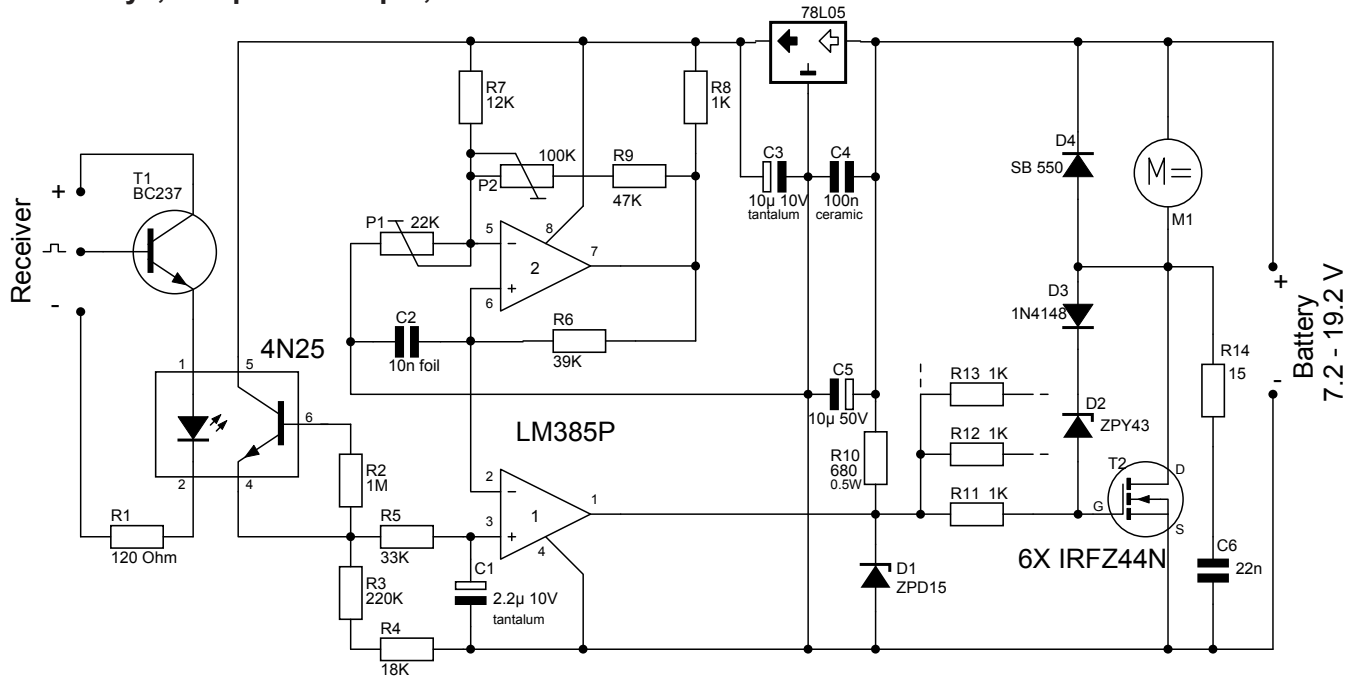 78L05
R7
12K
R8
1K
T1
BC237
+
Receiver
-
P2
100K
R9
47K
P1
22K
C3
10µ 10V
tantalum
C4
100n
ceramic
D4
SB 550
M=
M1
5
-
8
2
7
+
6
C2
10n foil
R6
39K
D3
1N4148
+
Battery
7.2 - 19.2 V
-
4N25
1
5
6
2
4
R14
15
C5
10µ 50V
R13 1K
R12 1K
R11 1K
D2
ZPY43
LM385P
R10
680
0.5W
T2
D
G
S
R2
1M
2
-
1
1
3
+
4
R1
120 Ohm
R5
33K
C1
2.2µ 10V
tantalum
D1
ZPD15
6X IRFZ44N
C6
22n
R3
220K
R4
18K